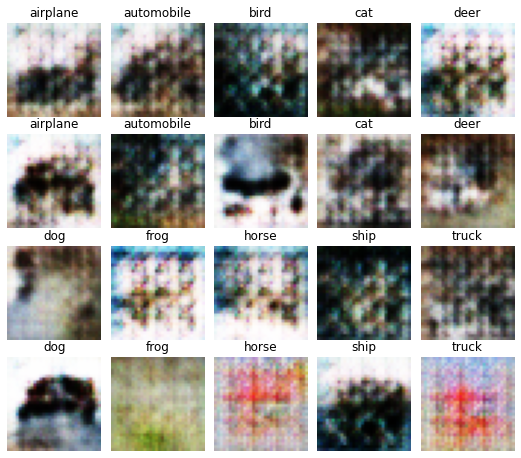 airplane automobile bird cat deer
airplane automobile bird cat deer
dog frog horse ship truck
dog frog horse ship truck